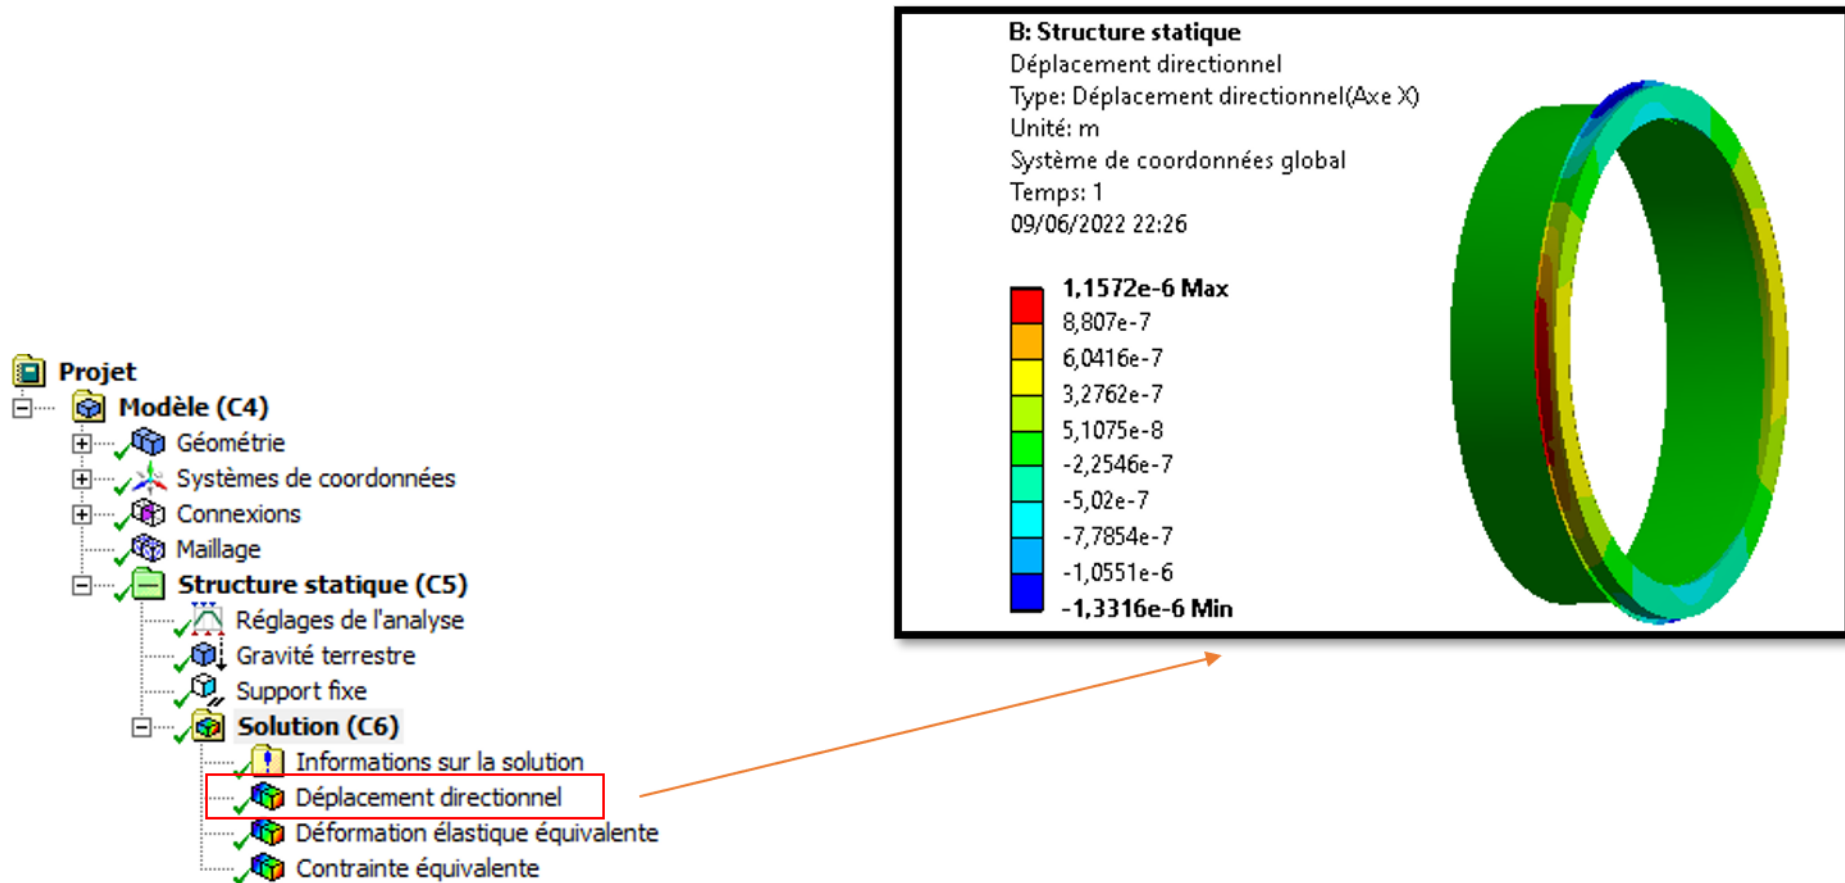 B: Structure statique
Déplacement directionnel
Type: Déplacement directionnel(Axe X)
Unité: m
Système de coordonnées global
Temps: 1
09/06/2022 22:26
1,1572e-6 Max
8,807e-7
6,0416e-7
3,2762e-7
5,1075e-8
-2,2546e-7
-5,02e-7
-7,7854e-7
-1,0551e-6
-1,3316e-6 Min
Projet
Modèle (C4)
Géométrie
Systèmes de coordonnées
Connexions
Maillage
Structure statique (C5)
Réglages de l'analyse
Gravité terrestre
Support fixe
Solution (C6)
Informations sur la solution
Déplacement directionnel
Déformation élastique équivalente
Contrainte équivalente